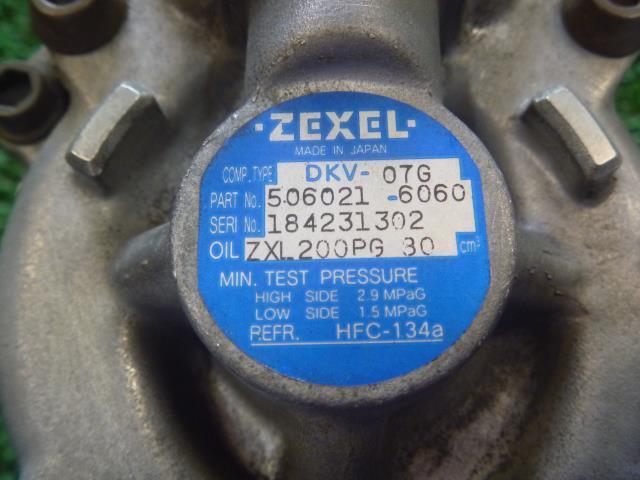 ·ZEXEL·
MADE IN JAPAN
COMP. TYPE DKV-07G
PART No. 506021-6060
SERI No. 184231302
OIL ZXL200PG 80 cm³
MIN. TEST PRESSURE
HIGH SIDE 2.9 MPaG
LOW SIDE 1.5 MPaG
REFR. HFC-134a